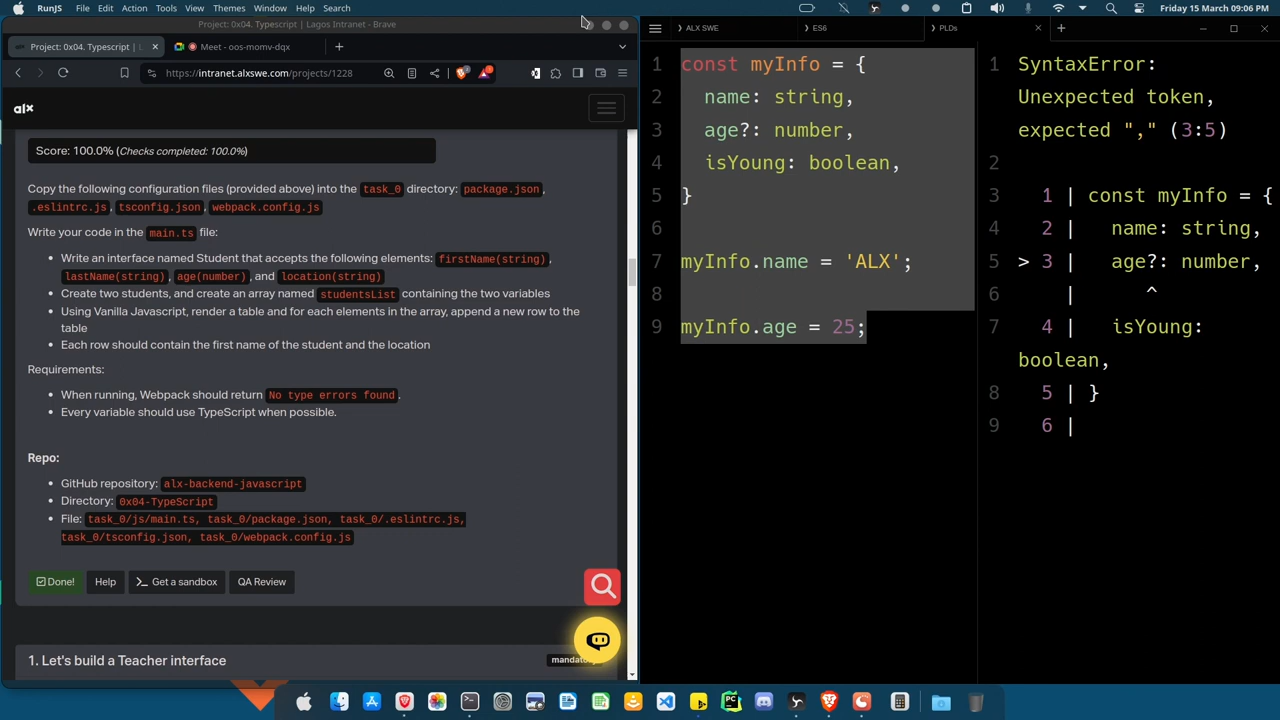 RunJS File Edit Action Tools View Themes Window Help Search
Friday 15 March 09:06 PM
Project: 0x04. Typescript | Lagos Intranet - Brave
Project: 0x04. Typescript | L
Meet - oos-momv-dqx
https://intranet.alxswe.com/projects/1228
alx
Score: 100.0% (Checks completed: 100.0%)
Copy the following configuration files (provided above) into the task_0 directory: package.json,
.eslintrc.js, tsconfig.json, webpack.config.js
Write your code in the main.ts file:
Write an interface named Student that accepts the following elements: firstName(string),
lastName(string), age(number), and location(string)
Create two students, and create an array named studentsList containing the two variables
Using Vanilla Javascript, render a table and for each elements in the array, append a new row to the
table
Each row should contain the first name of the student and the location
Requirements:
When running, Webpack should return No type errors found.
Every variable should use TypeScript when possible.
Repo:
GitHub repository: alx-backend-javascript
Directory: 0x04-TypeScript
File: task_0/js/main.ts, task_0/package.json, task_0/.eslintrc.js,
task_0/tsconfig.json, task_0/webpack.config.js
Done! Help Get a sandbox QA Review
1. Let's build a Teacher interface
ALX SWE
ES6
PLDs
1 const myInfo = {
2 name: string,
3 age?: number,
4 isYoung: boolean,
5 }
6
7 myInfo.name = 'ALX';
8
9 myInfo.age = 25;
1 SyntaxError:
Unexpected token,
expected "," (3:5)
2
3 1 | const myInfo = {
4 2 | name: string,
5 > 3 | age?: number,
6 | ^
7 4 | isYoung:
boolean,
8 5 | }
9 6 |